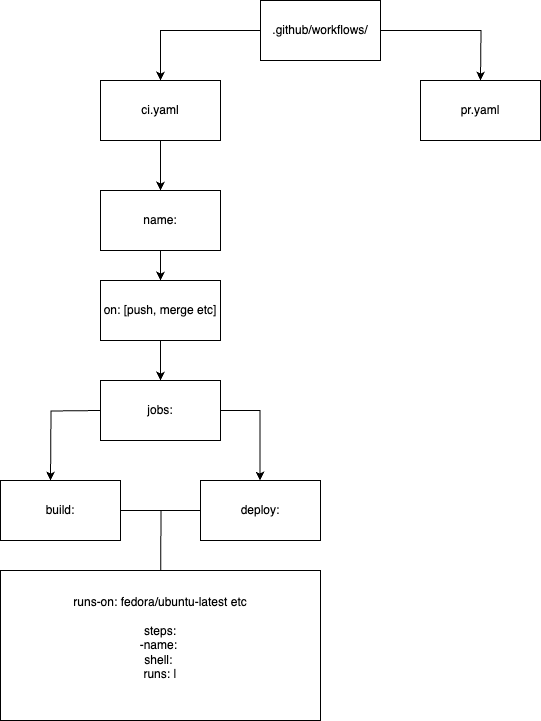 .github/workflows/
ci.yaml
pr.yaml
name:
on: [push, merge etc]
jobs:
build:
deploy:
runs-on: fedora/ubuntu-latest etc
steps:
-name:
shell:
runs: |